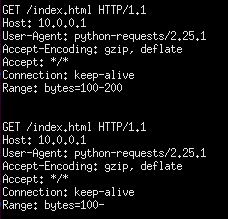 GET /index.html HTTP/1.1
Host: 10.0.0.1
User-Agent: python-requests/2.25.1
Accept-Encoding: gzip, deflate
Accept: */*
Connection: keep-alive
Range: bytes=100-200

GET /index.html HTTP/1.1
Host: 10.0.0.1
User-Agent: python-requests/2.25.1
Accept-Encoding: gzip, deflate
Accept: */*
Connection: keep-alive
Range: bytes=100-